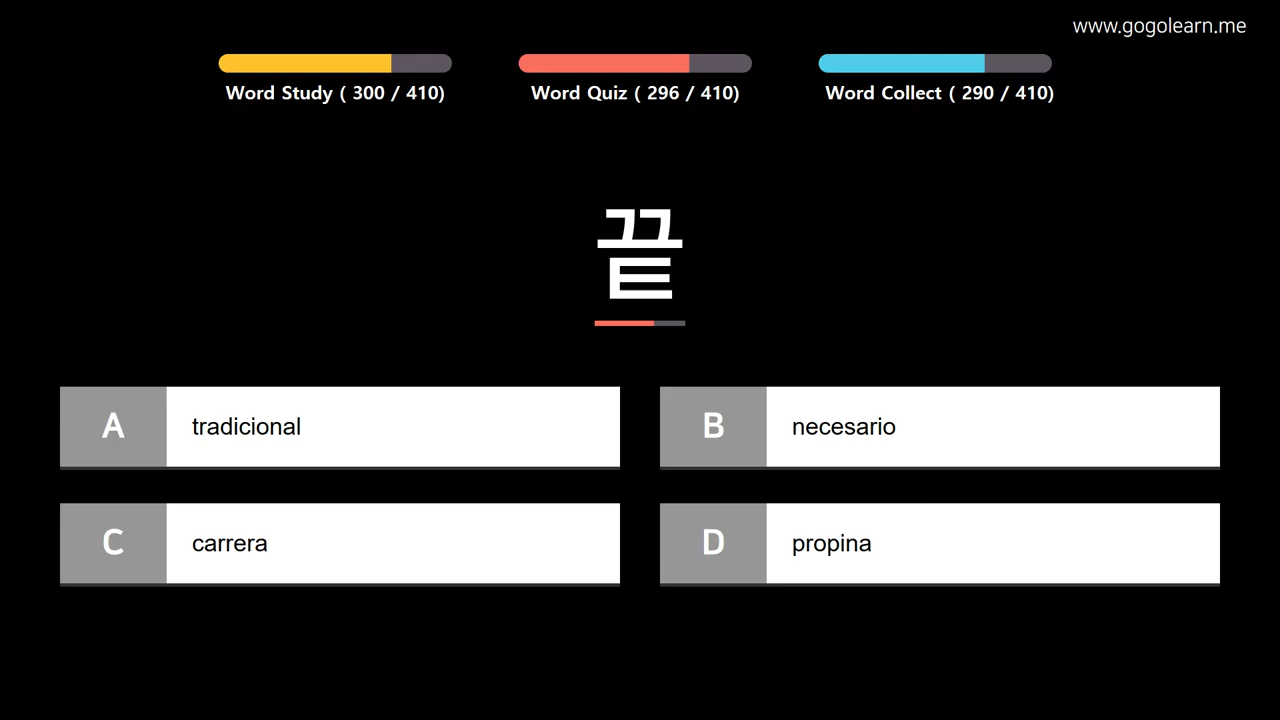 www.gogolearn.me
Word Study ( 300 / 410)
Word Quiz ( 296 / 410)
Word Collect ( 290 / 410)
끝
A tradicional
B necesario
C carrera
D propina